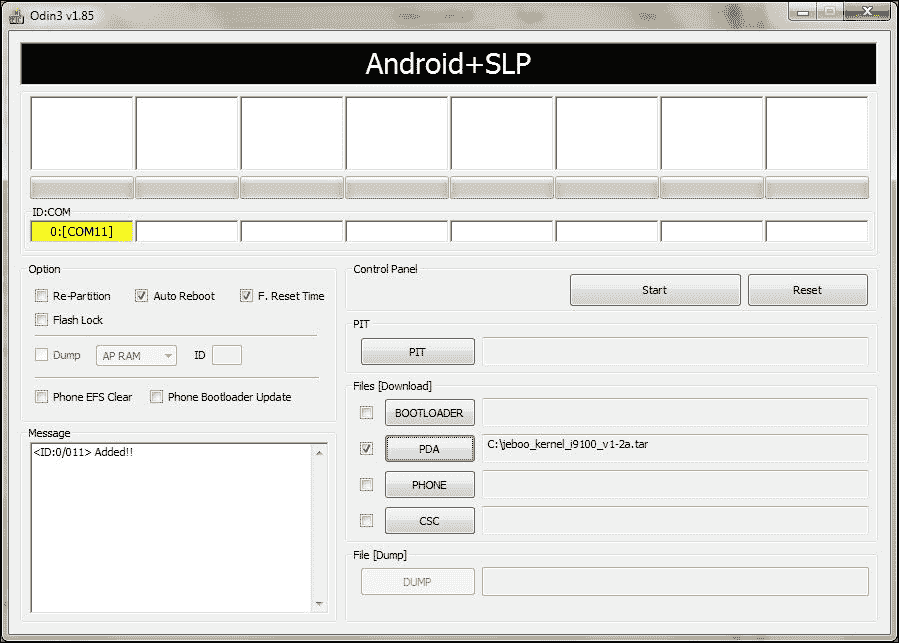 Odin3 v1.85
Android+SLP
ID:COM
0:[COM11]
Option
Re-Partition Auto Reboot F. Reset Time
Flash Lock
Dump AP RAM ID
Phone EFS Clear Phone Bootloader Update
Message
<ID:0/011> Added!!
Control Panel
Start Reset
PIT
PIT
Files [Download]
BOOTLOADER
PDA C:\jeboo_kernel_i9100_v1-2a.tar
PHONE
CSC
File [Dump]
DUMP